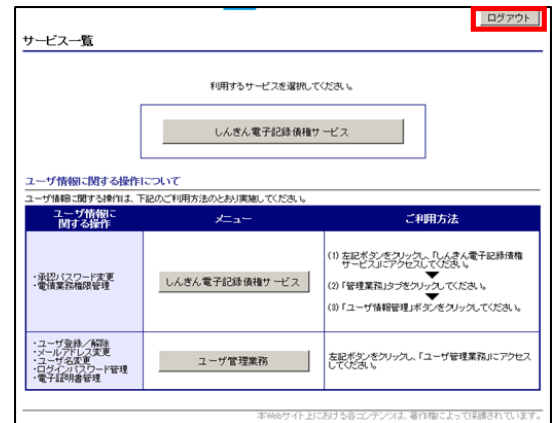 ログアウト
サービス一覧
利用するサービスを選択してください。
しんきん電子記録債権サービス
ユーザ情報に関する操作について
ユーザ情報に関する操作は、下記のご利用方法のとおり実施してください。
ユーザ情報に
関する操作
メニュー
ご利用方法
・承認パスワード変更
・電債業務権限管理
しんきん電子記録債権サービス
(1) 左記ボタンをクリックし、「しんきん電子記録債権
サービス」にアクセスしてください。
(2) 「管理業務」タブをクリックしてください。
(3) 「ユーザ情報管理」ボタンをクリックしてください。
・ユーザ登録／解除
・メールアドレス変更
・ユーザ名変更
・ログインパスワード管理
・電子証明書管理
ユーザ管理業務
左記ボタンをクリックし、「ユーザ管理業務」にアクセス
してください。
本Webサイト上における各コンテンツは、著作権によって保護されています。